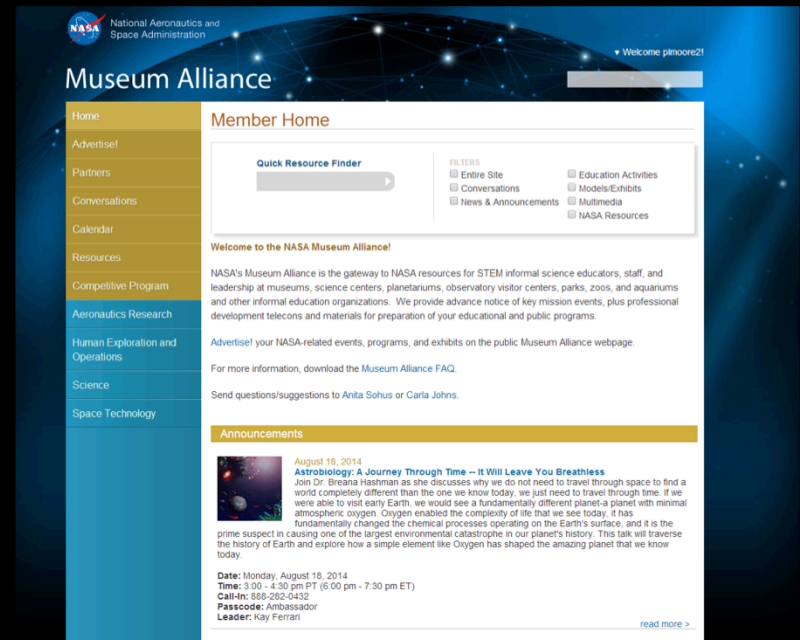 NASA
National Aeronautics and
Space Administration
♥ Welcome plmoore2!
Museum Alliance
Home
Advertise!
Partners
Conversations
Calendar
Resources
Competitive Program
Aeronautics Research
Human Exploration and
Operations
Science
Space Technology
Member Home
Quick Resource Finder
FILTERS
Entire Site
Conversations
News & Announcements
Education Activities
Models/Exhibits
Multimedia
NASA Resources
Welcome to the NASA Museum Alliance!
NASA's Museum Alliance is the gateway to NASA resources for STEM informal science educators, staff, and
leadership at museums, science centers, planetariums, observatory visitor centers, parks, zoos, and aquariums
and other informal education organizations. We provide advance notice of key mission events, plus professional
development telecons and materials for preparation of your educational and public programs.
Advertise! your NASA-related events, programs, and exhibits on the public Museum Alliance webpage.
For more information, download the Museum Alliance FAQ.
Send questions/suggestions to Anita Sohus or Carla Johns.
Announcements
August 18, 2014
Astrobiology: A Journey Through Time -- It Will Leave You Breathless
Join Dr. Breana Hashman as she discusses why we do not need to travel through space to find a
world completely different than the one we know today, we just need to travel through time. If we
were able to visit early Earth, we would see a fundamentally different planet-a planet with minimal
atmospheric oxygen. Oxygen enabled the complexity of life that we see today, it has
fundamentally changed the chemical processes operating on the Earth's surface, and it is the
prime suspect in causing one of the largest environmental catastrophe in our planet's history. This talk will traverse
the history of Earth and explore how a simple element like Oxygen has shaped the amazing planet that we know
today.
Date: Monday, August 18, 2014
Time: 3:00 - 4:30 pm PT (6:00 pm - 7:30 pm ET)
Call-In: 888-282-0432
Passcode: Ambassador
Leader: Kay Ferrari
read more >